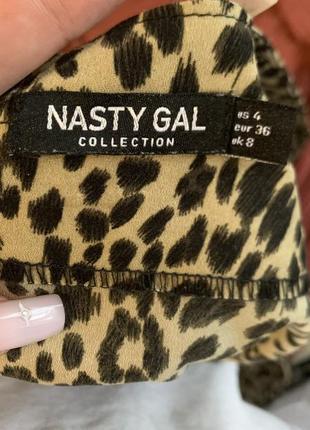 NASTY GAL
COLLECTION
us 4
eur 36
uk 8